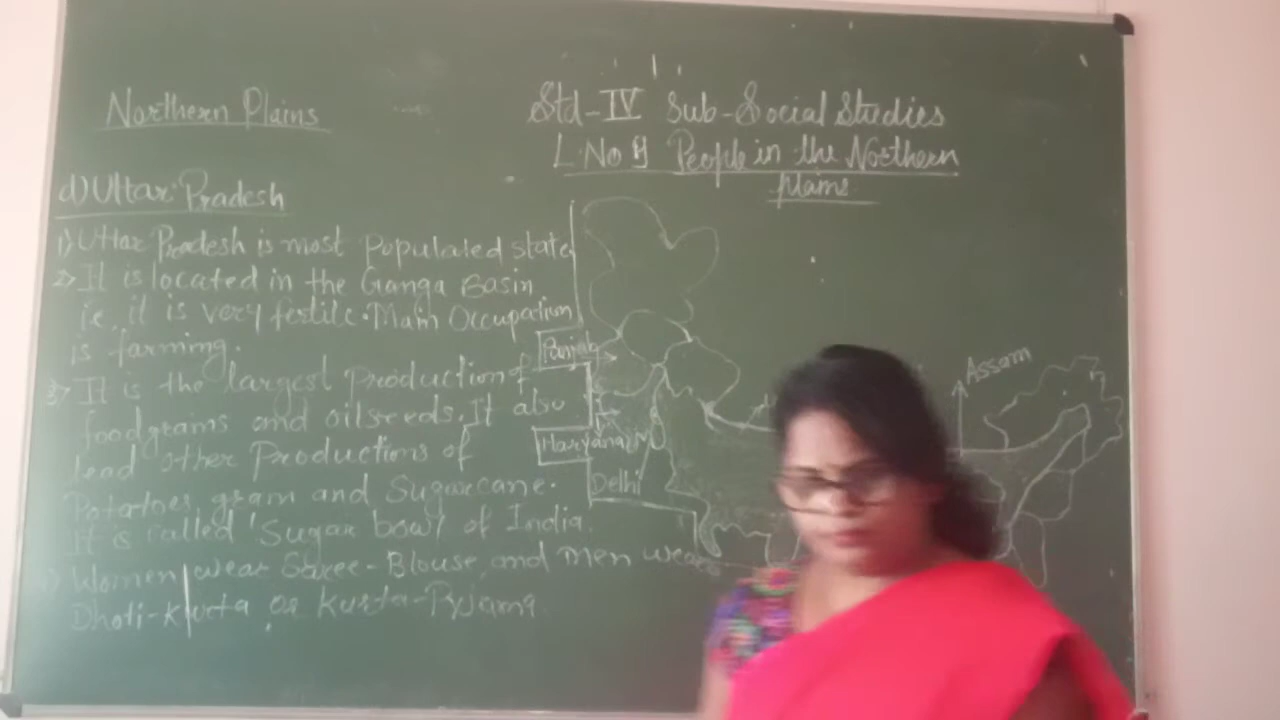 Northern Plains
Std-IV Sub-Social Studies
L.No 9 People in the Northern
plains
d) Uttar Pradesh
1) Uttar Pradesh is most populated state.
2) It is located in the Ganga Basin
i.e. it is very fertile. Main Occupation
is farming.
3) It is the largest Production of
foodgrains and oilseeds. It also
lead other Productions of
Potatoes, gram and Sugarcane.
It is called 'Sugar bowl of India.
Women wear Saree-Blouse and Men wear
Dhoti-Kurta or Kurta-Pyjama
Panjab
Haryana
Delhi
Assam